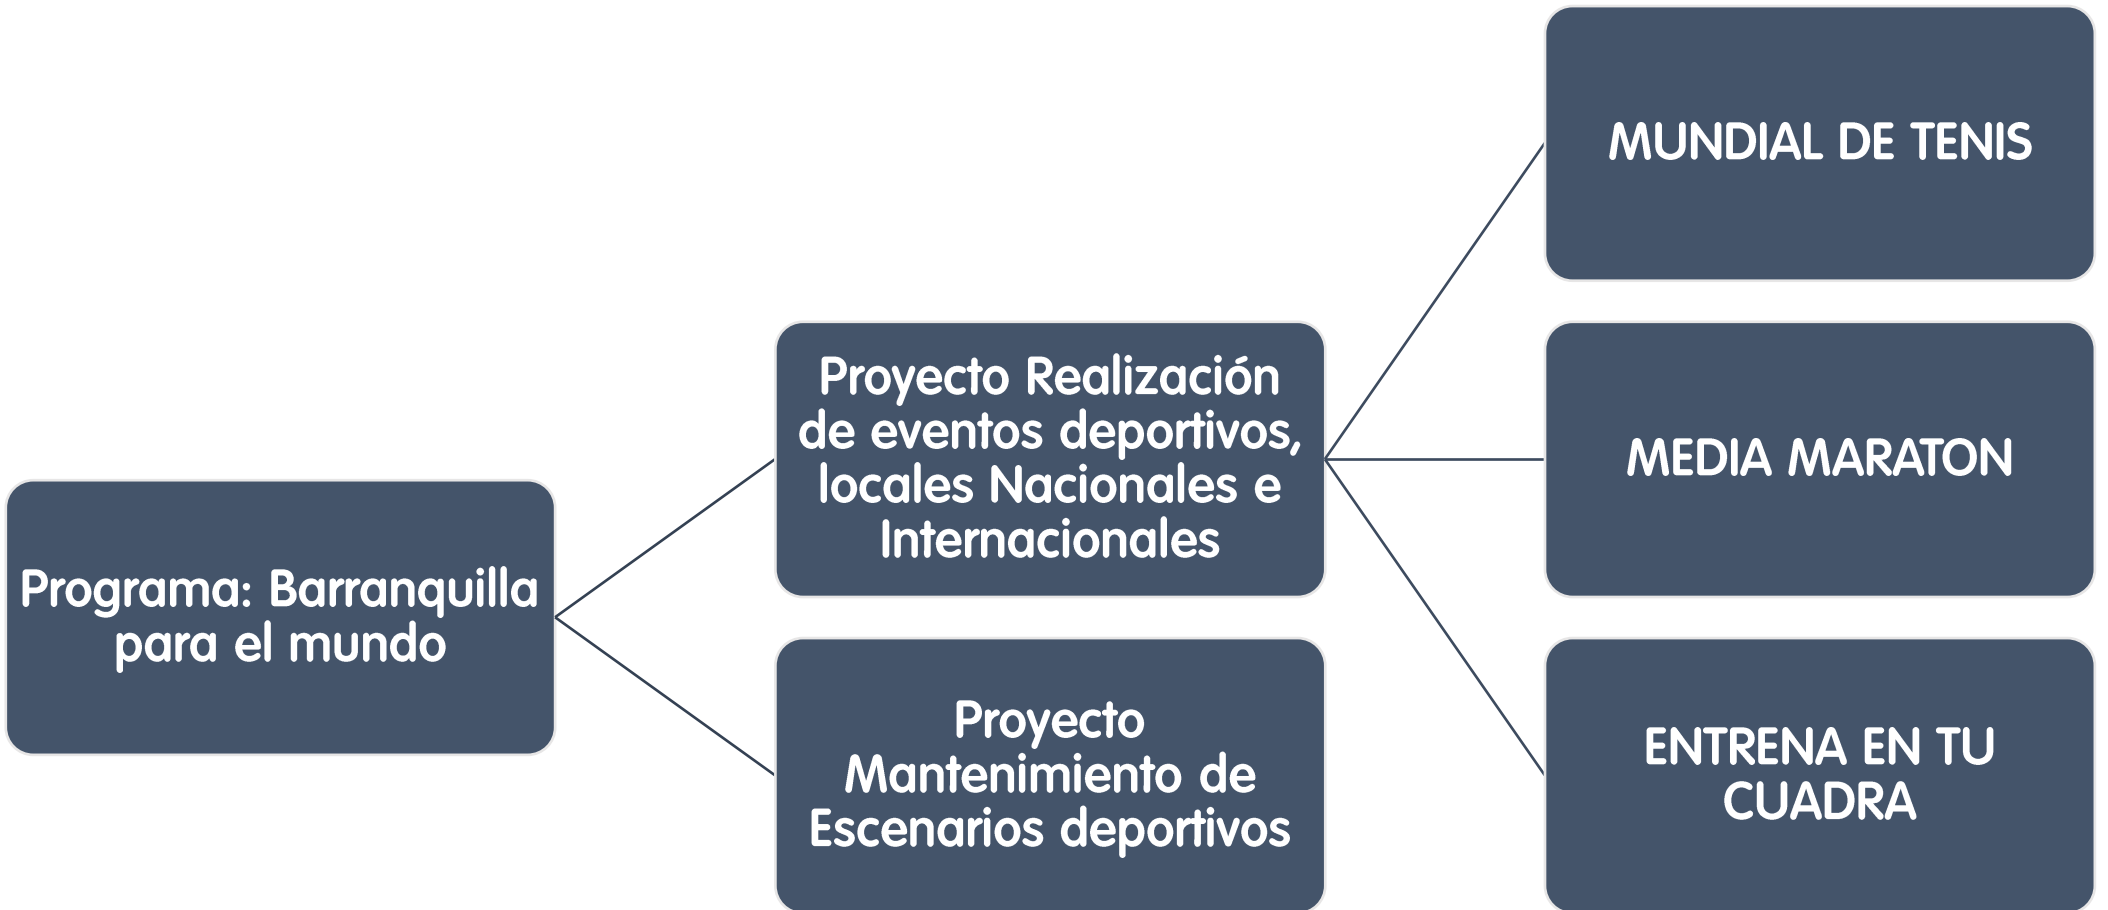 Programa: Barranquilla
para el mundo
Proyecto Realización
de eventos deportivos,
locales Nacionales e
Internacionales
Proyecto
Mantenimiento de
Escenarios deportivos
MUNDIAL DE TENIS
MEDIA MARATON
ENTRENA EN TU
CUADRA